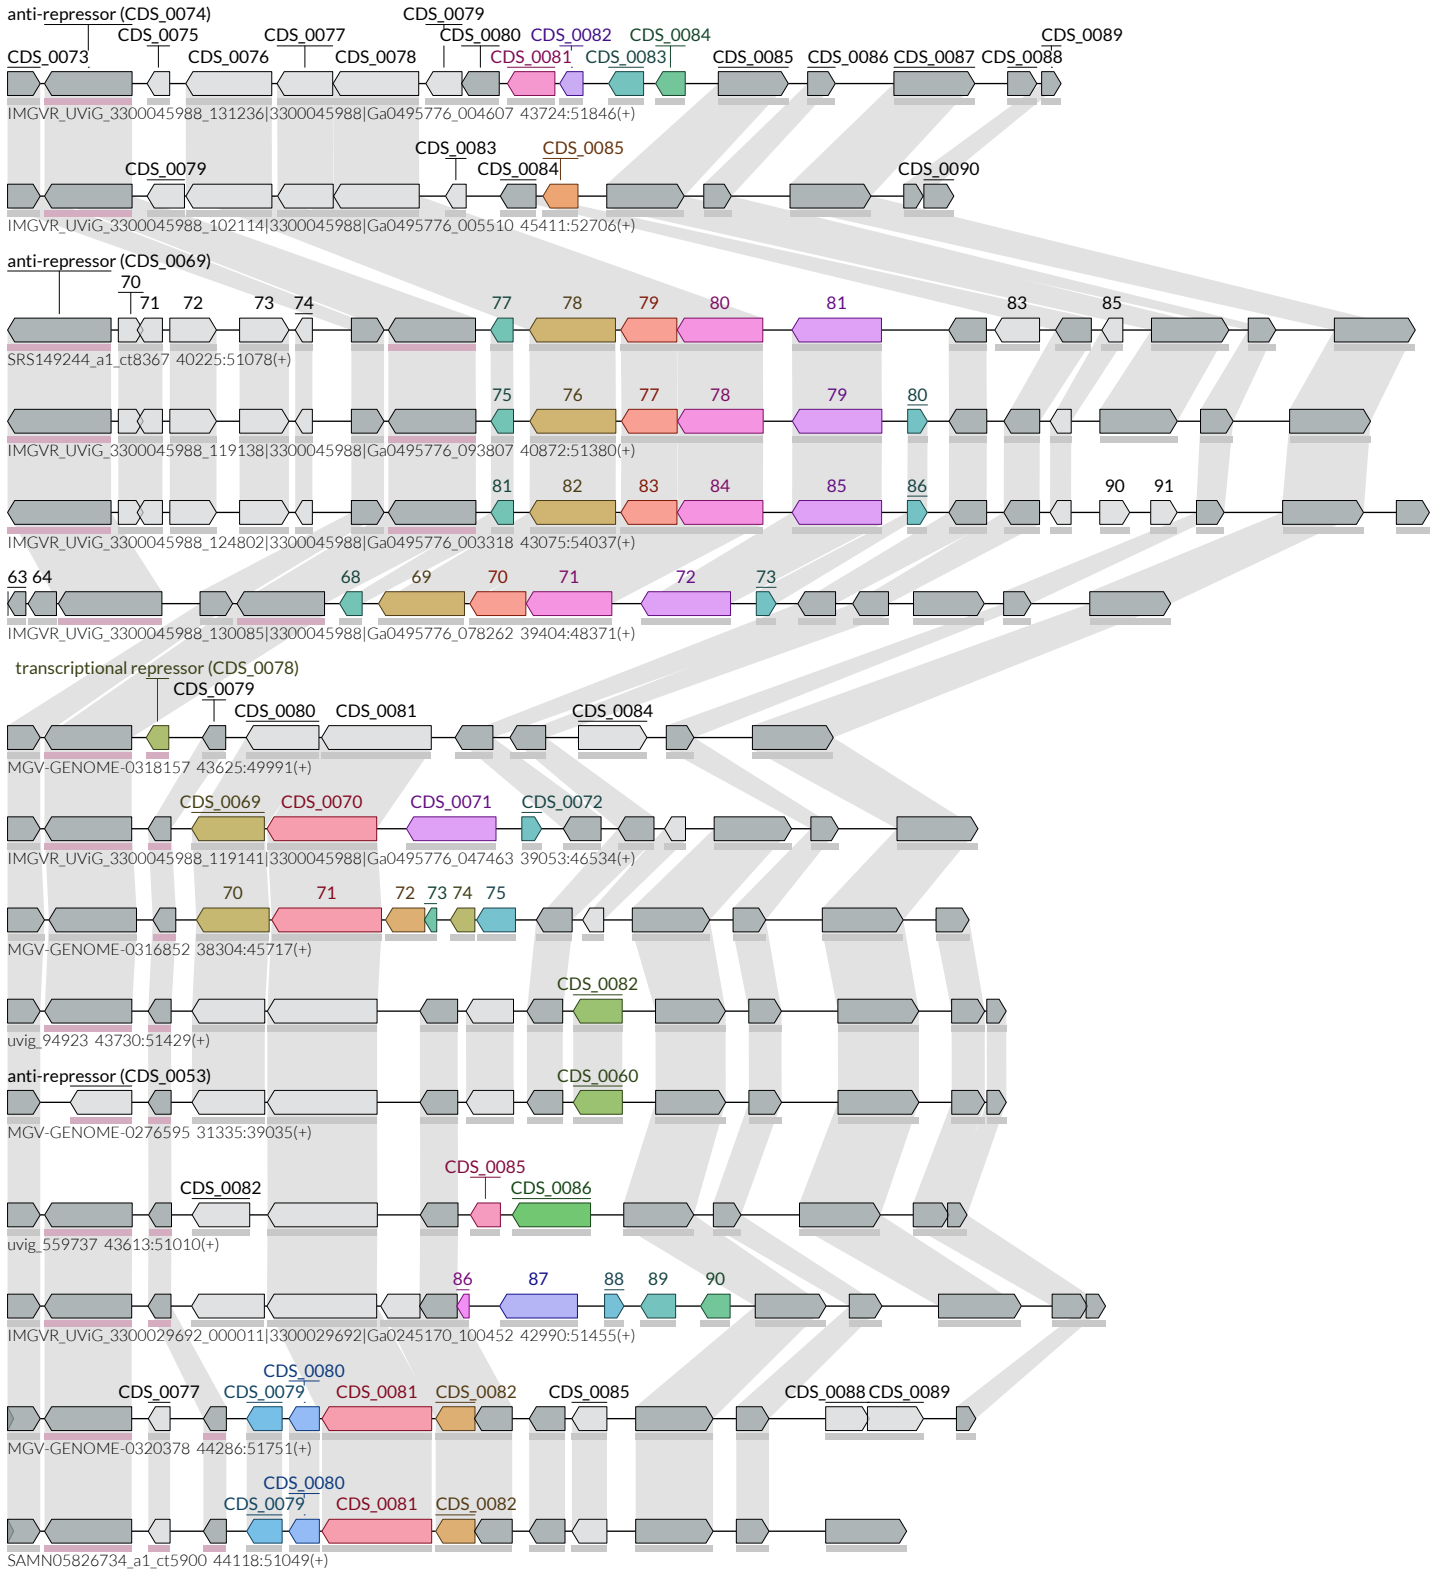 anti-repressor (CDS_0074) CDS_0079
CDS_0075 CDS_0077 CDS_0080 CDS_0082 CDS_0084 CDS_0089
CDS_0073 CDS_0076 CDS_0078 CDS_0081 CDS_0083 CDS_0085 CDS_0086 CDS_0087 CDS_0088
IMGVR_UViG_3300045988_131236|3300045988|Ga0495776_004607 43724:51846(+)
CDS_0083 CDS_0085
CDS_0079 CDS_0084 CDS_0090
IMGVR_UViG_3300045988_102114|3300045988|Ga0495776_005510 45411:52706(+)
anti-repressor (CDS_0069)
70
71 72 73 74 77 78 79 80 81 83 85
SRS149244_a1_ct8367 40225:51078(+)
75 76 77 78 79 80
IMGVR_UViG_3300045988_119138|3300045988|Ga0495776_093807 40872:51380(+)
81 82 83 84 85 86 90 91
IMGVR_UViG_3300045988_124802|3300045988|Ga0495776_003318 43075:54037(+)
63 64 68 69 70 71 72 73
IMGVR_UViG_3300045988_130085|3300045988|Ga0495776_078262 39404:48371(+)
transcriptional repressor (CDS_0078)
CDS_0079
CDS_0080 CDS_0081 CDS_0084
MGV-GENOME-0318157 43625:49991(+)
CDS_0069 CDS_0070 CDS_0071 CDS_0072
IMGVR_UViG_3300045988_119141|3300045988|Ga0495776_047463 39053:46534(+)
70 71 72 73 74 75
MGV-GENOME-0316852 38304:45717(+)
CDS_0082
uvig_94923 43730:51429(+)
anti-repressor (CDS_0053) CDS_0060
MGV-GENOME-0276595 31335:39035(+)
CDS_0085
CDS_0082 CDS_0086
uvig_559737 43613:51010(+)
86 87 88 89 90
IMGVR_UViG_3300029692_000011|3300029692|Ga0245170_100452 42990:51455(+)
CDS_0080
CDS_0077 CDS_0079 CDS_0081 CDS_0082 CDS_0085 CDS_0088 CDS_0089
MGV-GENOME-0320378 44286:51751(+)
CDS_0080
CDS_0079 CDS_0081 CDS_0082
SAMN05826734_a1_ct5900 44118:51049(+)